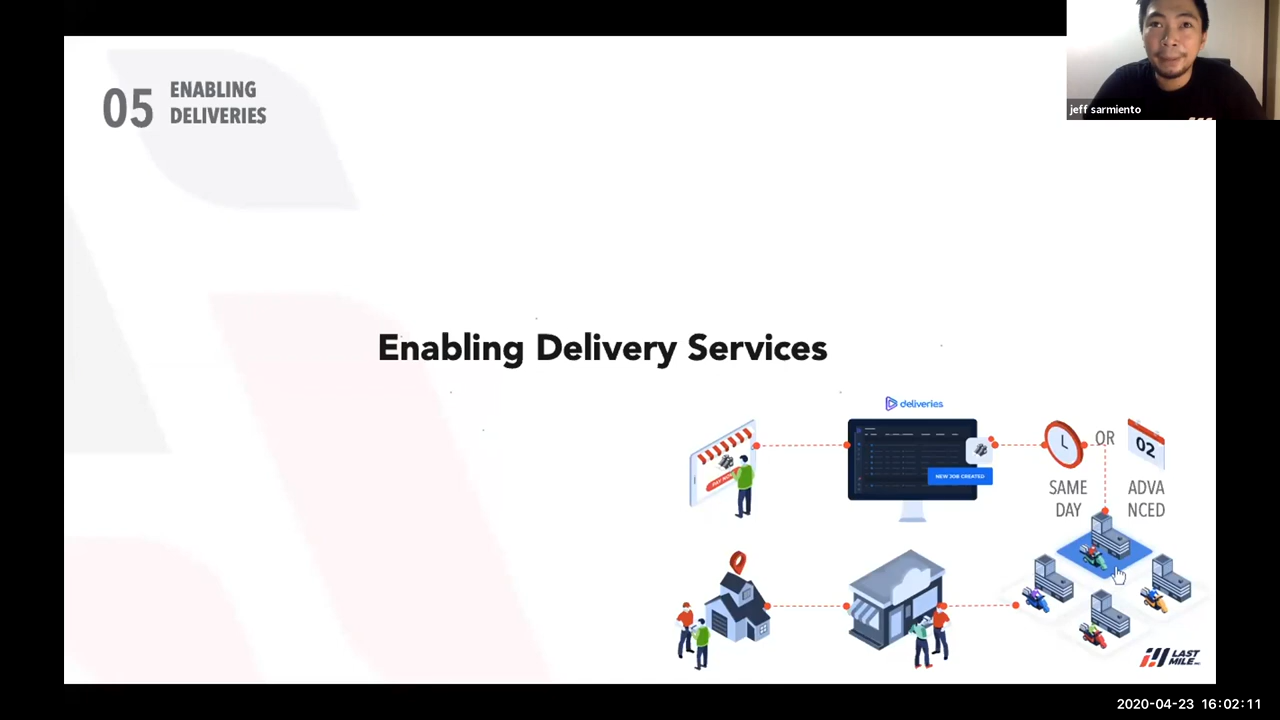 05
ENABLING
DELIVERIES
jeff sarmiento
Enabling Delivery Services
deliveries
NEW JOB CREATED
OR
02
SAME
DAY
ADVA
NCED
LAST
MILE
2020-04-23 16:02:11